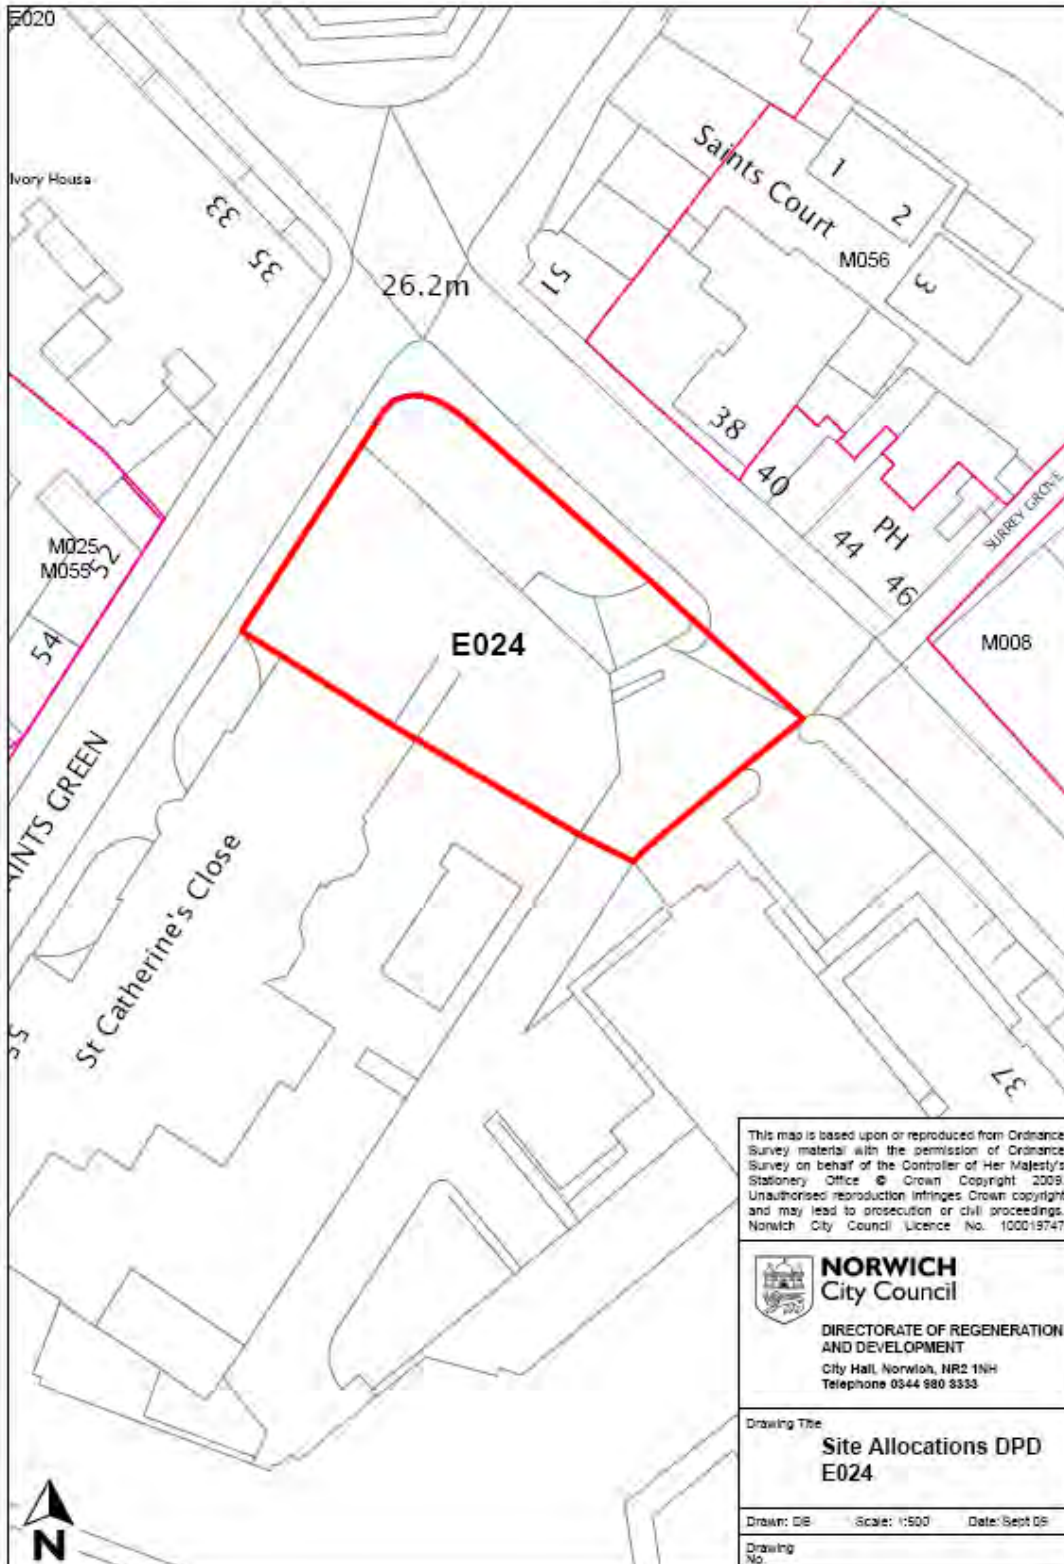 E020
Ivory House
33
35
26.2m
51
Saints Court
1
2
3
M056
38
40
44
46
PH
SURREY GROVE
M008
M025
M055
52
54
E024
AINTS GREEN
St Catherine's Close
55
37
This map is based upon or reproduced from Ordnance
Survey material with the permission of Ordnance
Survey on behalf of the Controller of Her Majesty's
Stationery Office © Crown Copyright 2009.
Unauthorised reproduction infringes Crown copyright
and may lead to prosecution or civil proceedings.
Norwich City Council Licence No. 100019747
NORWICH
City Council
DIRECTORATE OF REGENERATION
AND DEVELOPMENT
City Hall, Norwich, NR2 1NH
Telephone 0344 980 3333
Drawing Title
Site Allocations DPD
E024
Drawn: DB Scale: 1:500 Date: Sept 09
Drawing
No.
N